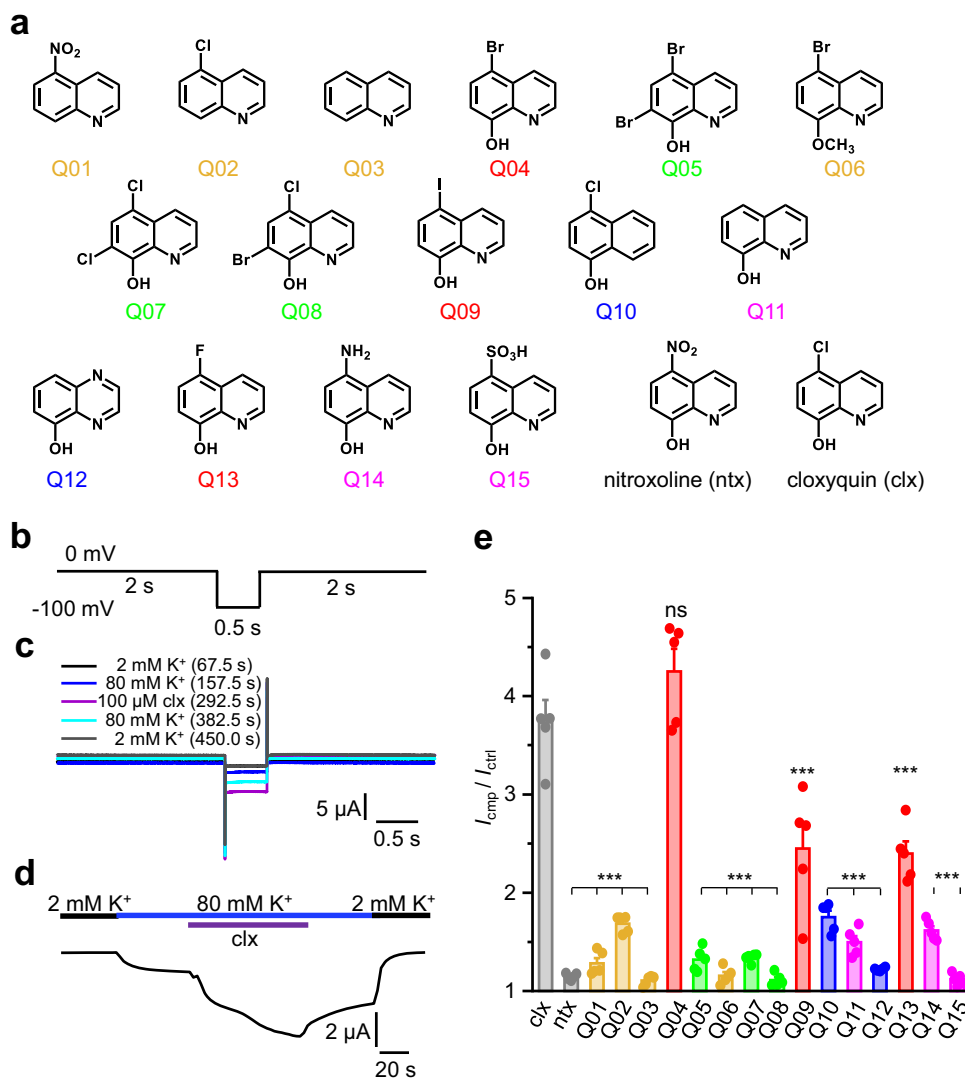 a
NO₂ Cl Br Br Br
N N N Br N N N
OH OH OCH₃
Q01 Q02 Q03 Q04 Q05 Q06
Cl Cl I Cl
Cl N Br N N N
OH OH OH OH OH
Q07 Q08 Q09 Q10 Q11
F NH₂ SO₃H NO₂ Cl
N N N N N N N
OH OH OH OH OH OH
Q12 Q13 Q14 Q15 nitroxoline (ntx) cloxyquin (clx)
b
0 mV
2 s 2 s
-100 mV
0.5 s
c
2 mM K⁺ (67.5 s)
80 mM K⁺ (157.5 s)
100 µM clx (292.5 s)
80 mM K⁺ (382.5 s)
2 mM K⁺ (450.0 s)
5 µA
0.5 s
d
2 mM K⁺ 80 mM K⁺ 2 mM K⁺
clx
2 µA
20 s
e
I_cmp / I_ctrl
5
4
3
2
1
ns
*** *** *** *** *** ***
clx ntx Q01 Q02 Q03 Q04 Q05 Q06 Q07 Q08 Q09 Q10 Q11 Q12 Q13 Q14 Q15